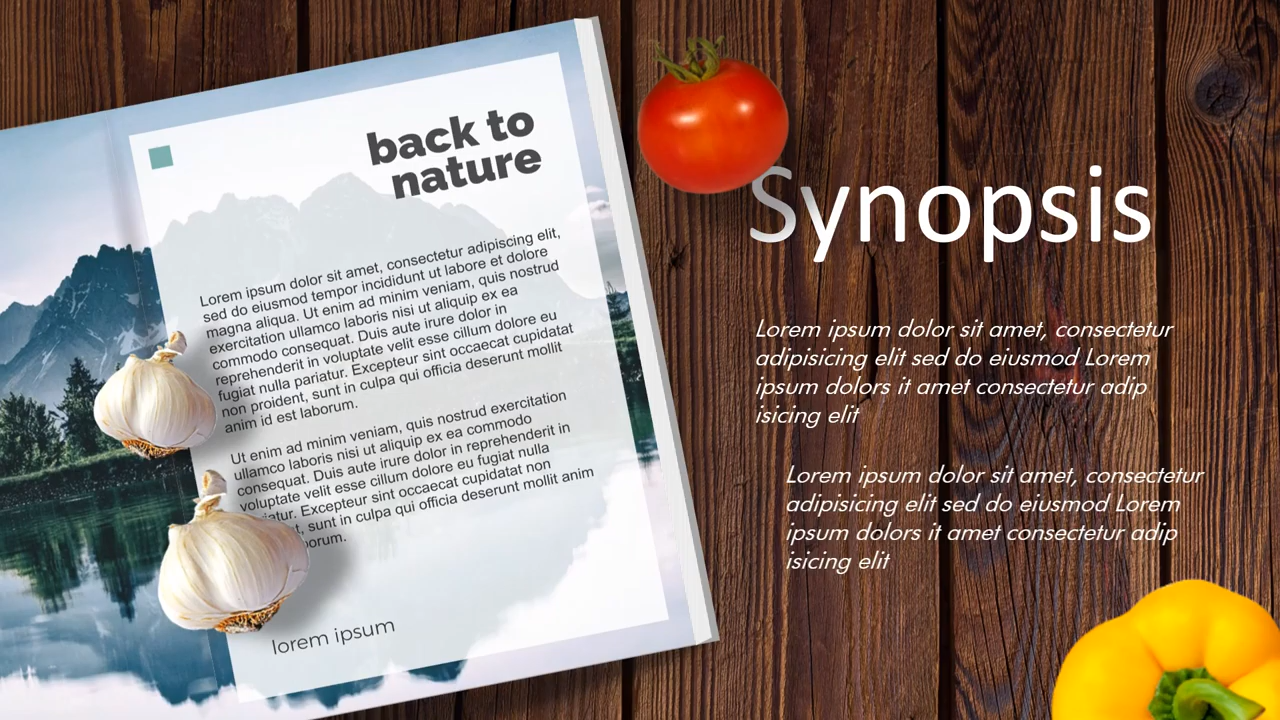 back to
nature
Lorem ipsum dolor sit amet, consectetur adipiscing elit,
sed do eiusmod tempor incididunt ut labore et dolore
magna aliqua. Ut enim ad minim veniam, quis nostrud
exercitation ullamco laboris nisi ut aliquip ex ea
commodo consequat. Duis aute irure dolor in
reprehenderit in voluptate velit esse cillum dolore eu
fugiat nulla pariatur. Excepteur sint occaecat cupidatat
non proident, sunt in culpa qui officia deserunt mollit
anim id est laborum.
Ut enim ad minim veniam, quis nostrud exercitation
ullamco laboris nisi ut aliquip ex ea commodo
consequat. Duis aute irure dolor in reprehenderit in
voluptate velit esse cillum dolore eu fugiat nulla
Excepteur sint occaecat cupidatat non
sunt in culpa qui officia deserunt mollit anim
lorem ipsum
Synopsis
Lorem ipsum dolor sit amet, consectetur
adipisicing elit sed do eiusmod Lorem
ipsum dolors it amet consectetur adip
isicing elit
Lorem ipsum dolor sit amet, consectetur
adipisicing elit sed do eiusmod Lorem
ipsum dolors it amet consectetur adip
isicing elit